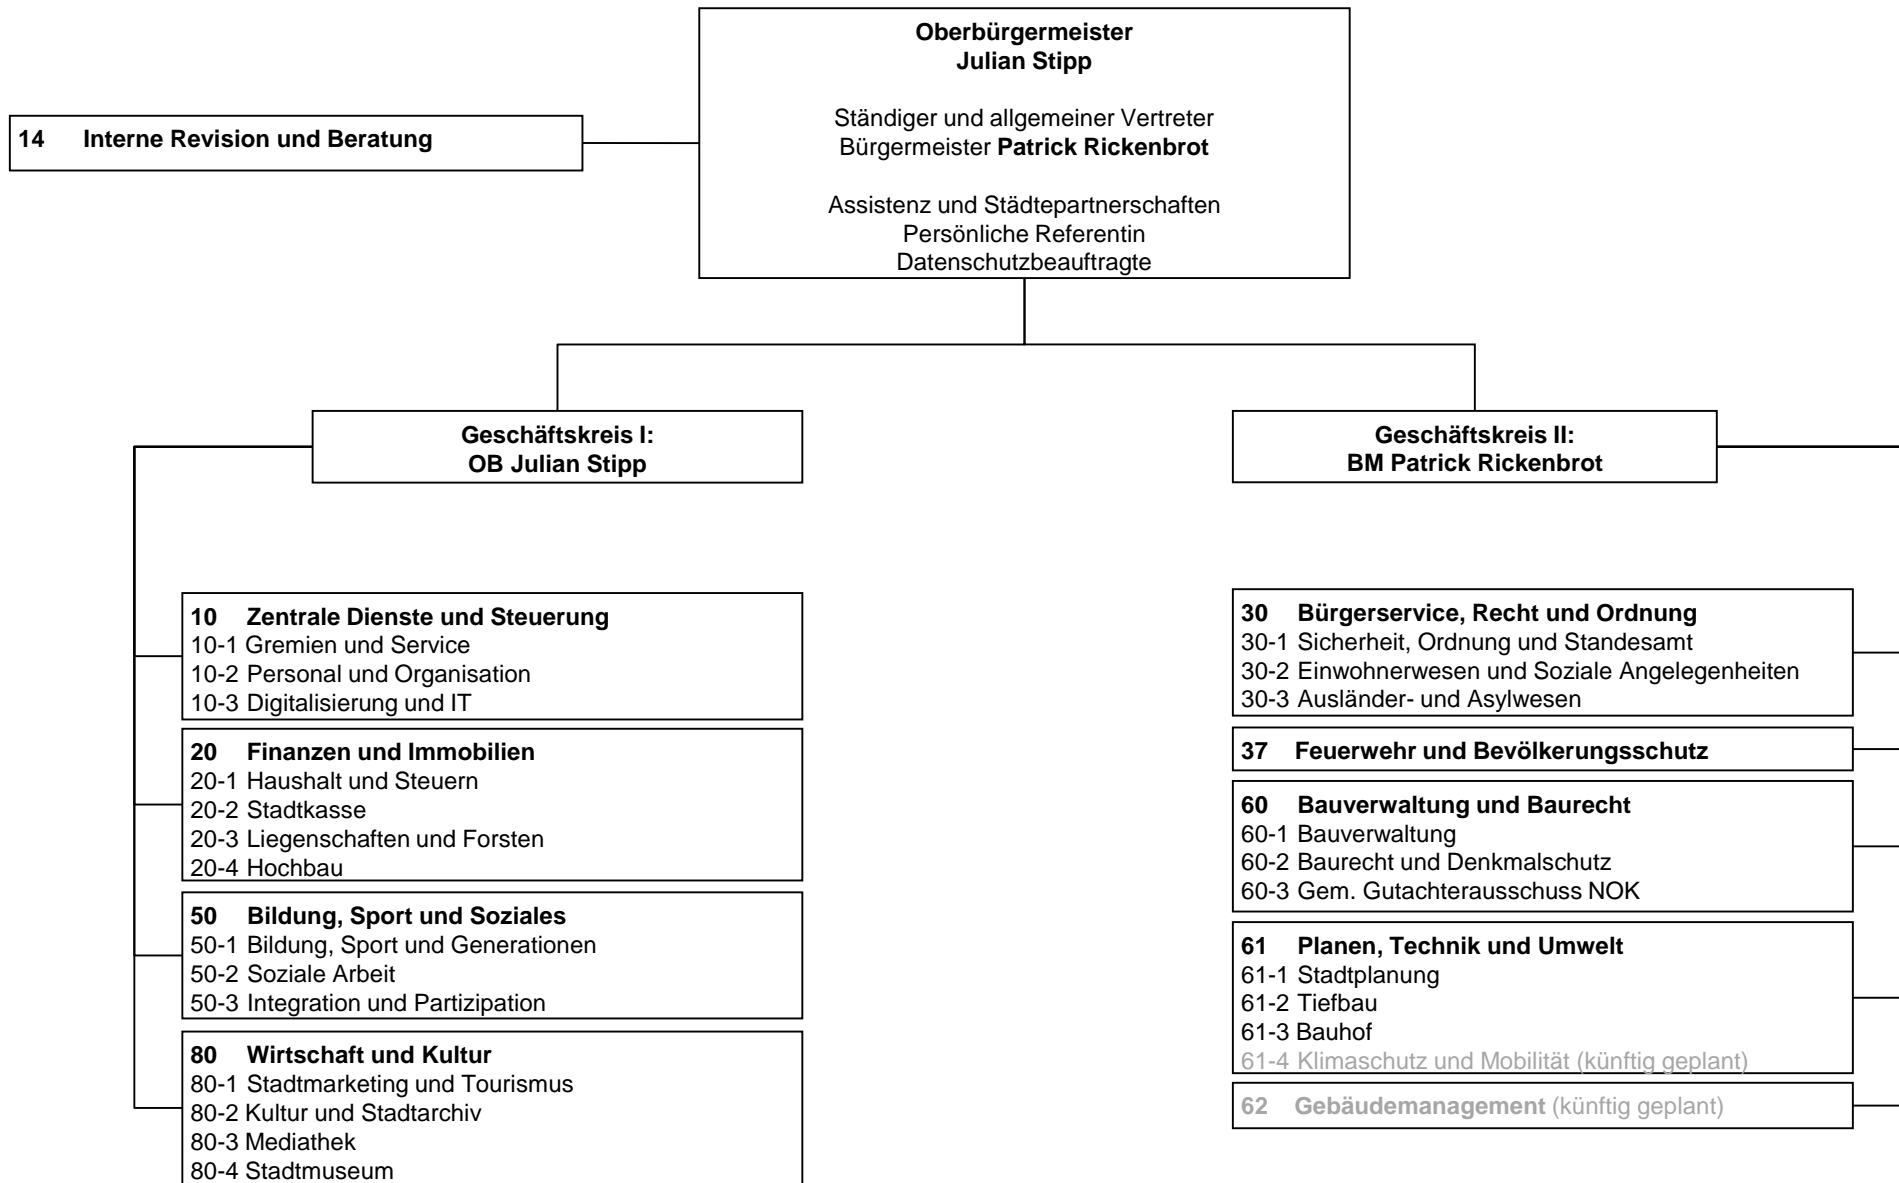 Oberbürgermeister
Julian Stipp
Ständiger und allgemeiner Vertreter
Bürgermeister Patrick Rickenbrot
Assistenz und Städtepartnerschaften
Persönliche Referentin
Datenschutzbeauftragte
14 Interne Revision und Beratung
Geschäftskreis I:
OB Julian Stipp
10 Zentrale Dienste und Steuerung
10-1 Gremien und Service
10-2 Personal und Organisation
10-3 Digitalisierung und IT
20 Finanzen und Immobilien
20-1 Haushalt und Steuern
20-2 Stadtkasse
20-3 Liegenschaften und Forsten
20-4 Hochbau
50 Bildung, Sport und Soziales
50-1 Bildung, Sport und Generationen
50-2 Soziale Arbeit
50-3 Integration und Partizipation
80 Wirtschaft und Kultur
80-1 Stadtmarketing und Tourismus
80-2 Kultur und Stadtarchiv
80-3 Mediathek
80-4 Stadtmuseum
Geschäftskreis II:
BM Patrick Rickenbrot
30 Bürgerservice, Recht und Ordnung
30-1 Sicherheit, Ordnung und Standesamt
30-2 Einwohnerwesen und Soziale Angelegenheiten
30-3 Ausländer- und Asylwesen
37 Feuerwehr und Bevölkerungsschutz
60 Bauverwaltung und Baurecht
60-1 Bauverwaltung
60-2 Baurecht und Denkmalschutz
60-3 Gem. Gutachterausschuss NOK
61 Planen, Technik und Umwelt
61-1 Stadtplanung
61-2 Tiefbau
61-3 Bauhof
61-4 Klimaschutz und Mobilität (künftig geplant)
62 Gebäudemanagement (künftig geplant)